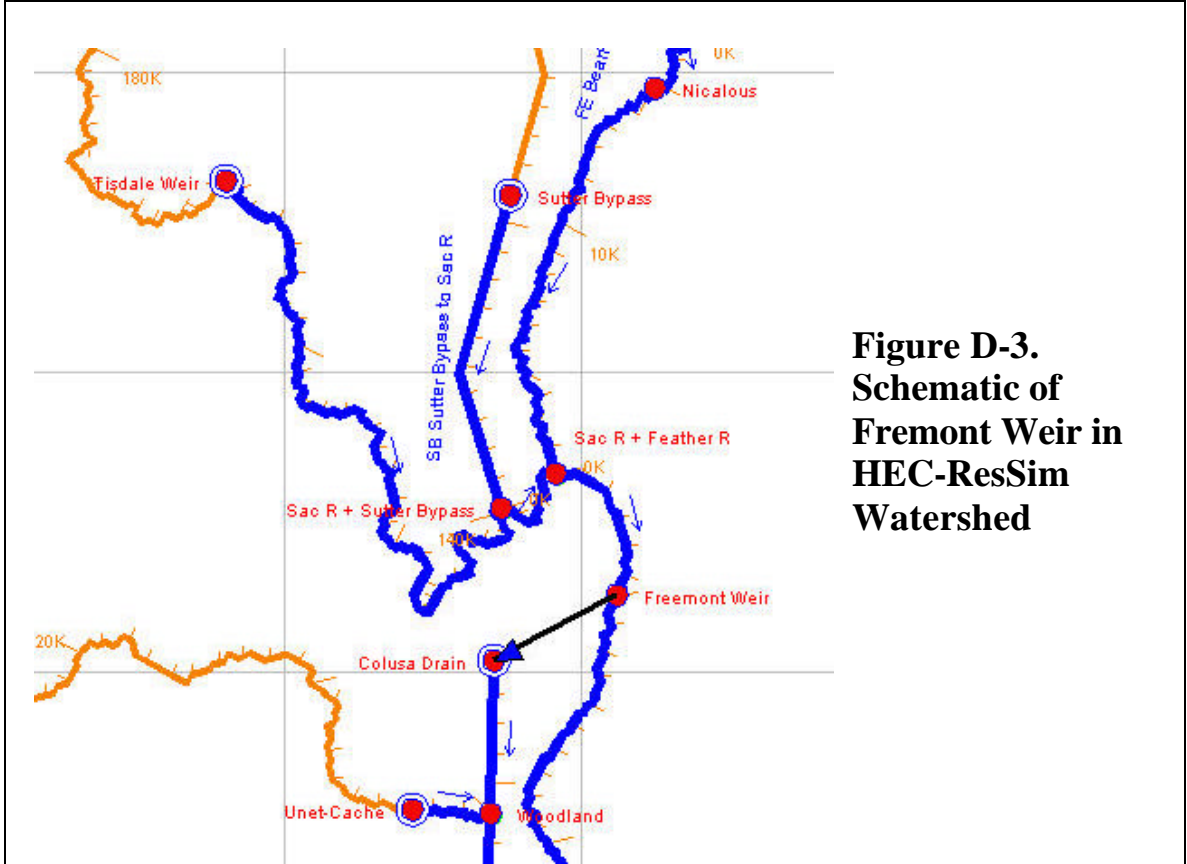 0K
180K
FE Bear
Nicalous
Tisdale Weir
Sutter Bypass
SB Sutter Bypass to Sac R
10K
Sac R + Feather R
0K
Sac R + Sutter Bypass
0K
140K
Freemont Weir
20K
Colusa Drain
Unet-Cache
Woodland
Figure D-3.
Schematic of
Fremont Weir in
HEC-ResSim
Watershed